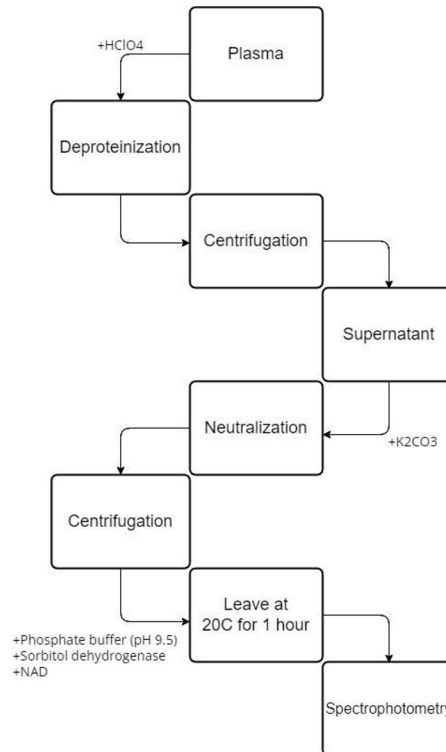 +HClO4
Plasma
Deproteinization
Centrifugation
Supernatant
Neutralization
+K2CO3
Centrifugation
Leave at
20C for 1 hour
+Phosphate buffer (pH 9.5)
+Sorbitol dehydrogenase
+NAD
Spectrophotometry